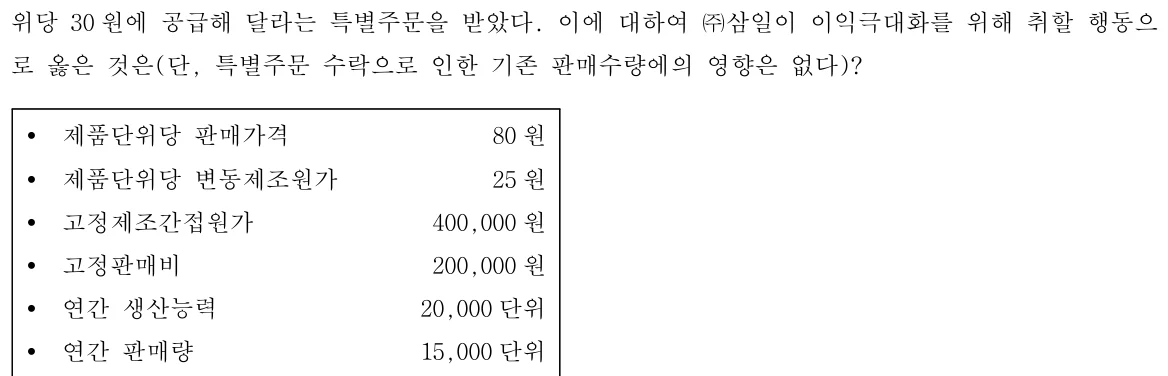 위당 30원에 공급해 달라는 특별주문을 받았다. 이에 대하여 ㈜삼일이 이익극대화를 위해 취할 행동으
로 옳은 것은(단, 특별주문 수락으로 인한 기존 판매수량에의 영향은 없다)?
• 제품단위당 판매가격 80원
• 제품단위당 변동제조원가 25원
• 고정제조간접원가 400,000원
• 고정판매비 200,000원
• 연간 생산능력 20,000단위
• 연간 판매량 15,000단위